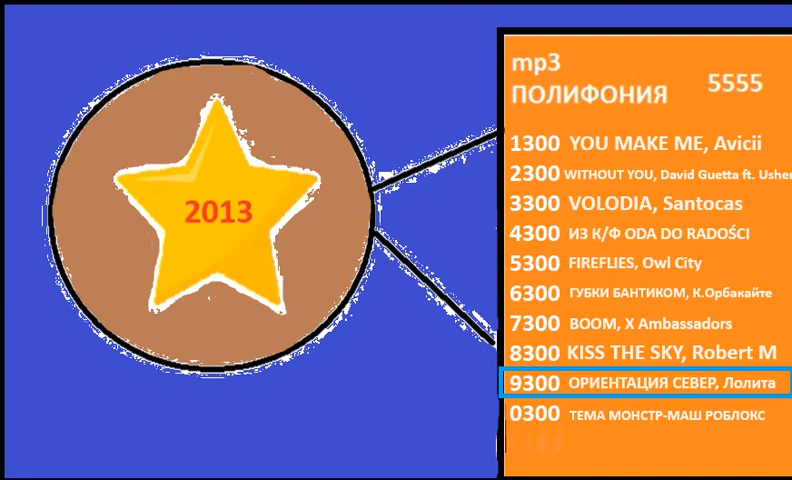 2013
mp3
ПОЛИФОНИЯ 5555
1300 YOU MAKE ME, Avicii
2300 WITHOUT YOU, David Guetta ft. Usher
3300 VOLODIA, Santocas
4300 ИЗ К/Ф ODA DO RADOŚCI
5300 FIREFLIES, Owl City
6300 ГУБКИ БАНТИКОМ, К.Орбакайте
7300 BOOM, X Ambassadors
8300 KISS THE SKY, Robert M
9300 ОРИЕНТАЦИЯ СЕВЕР, Лолита
0300 ТЕМА МОНСТР-МАШ РОБЛОКС